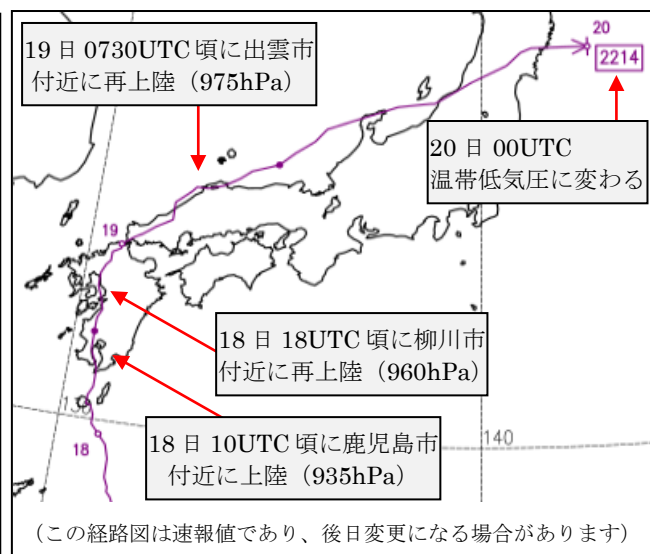 19日0730UTC頃に出雲市
付近に再上陸（975hPa）
20
2214
20日00UTC
温帯低気圧に変わる
19
18日18UTC頃に柳川市
付近に再上陸（960hPa）
130
18
18日10UTC頃に鹿児島市
付近に上陸（935hPa）
140
（この経路図は速報値であり、後日変更になる場合があります）